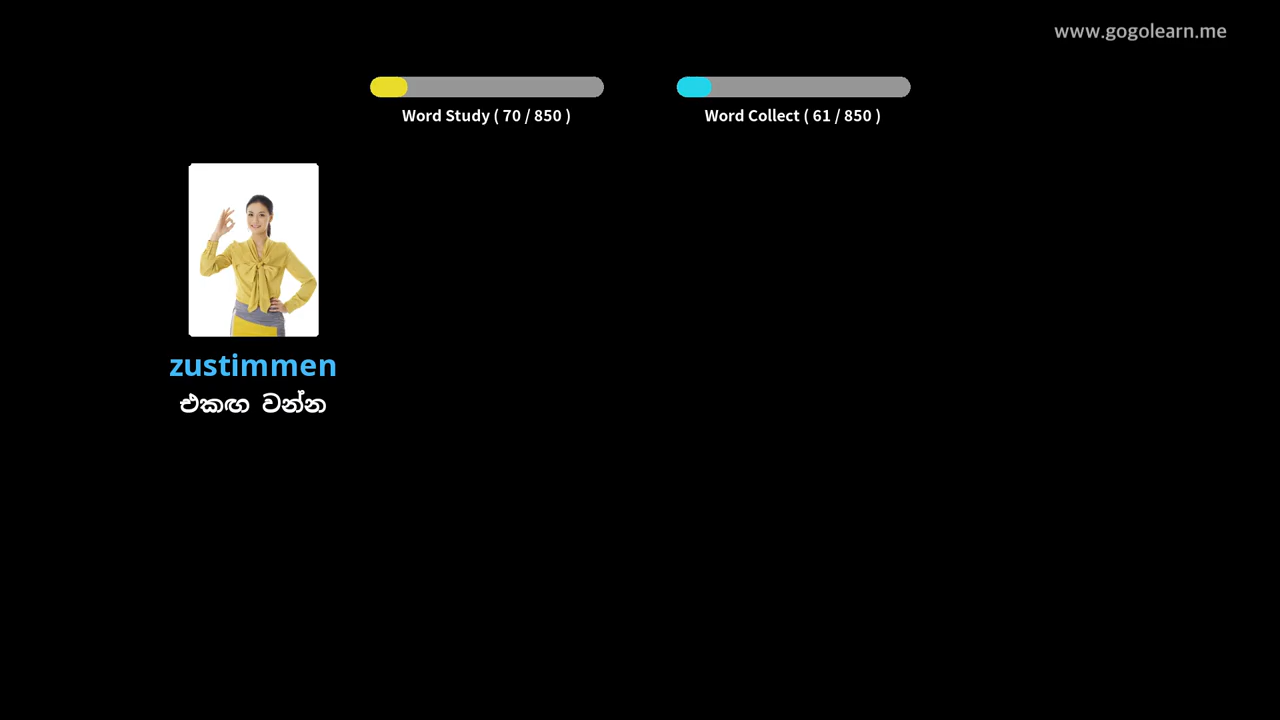 www.gogolearn.me
Word Study ( 70 / 850 )
Word Collect ( 61 / 850 )
zustimmen
එකඟ වන්න